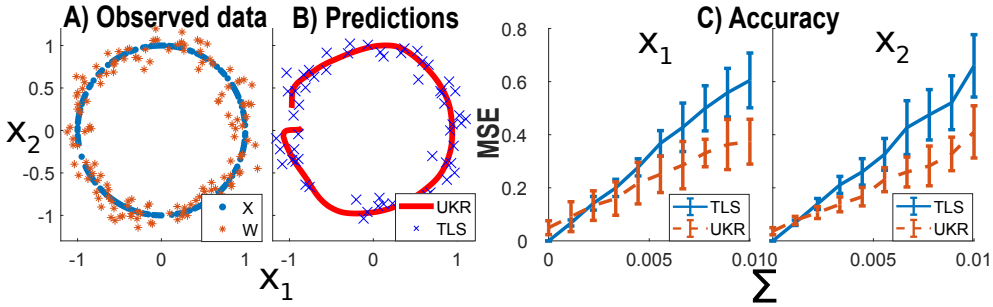 A) Observed data
B) Predictions
C) Accuracy
X2
1
0.5
0
-0.5
-1
X
W
-1
0
1
UKR
TLS
-1
0
1
X1
MSE
0.8
0.6
0.4
0.2
0
X1
TLS
UKR
0
0.005
0.01
X2
TLS
UKR
0
0.005
0.01
Σ